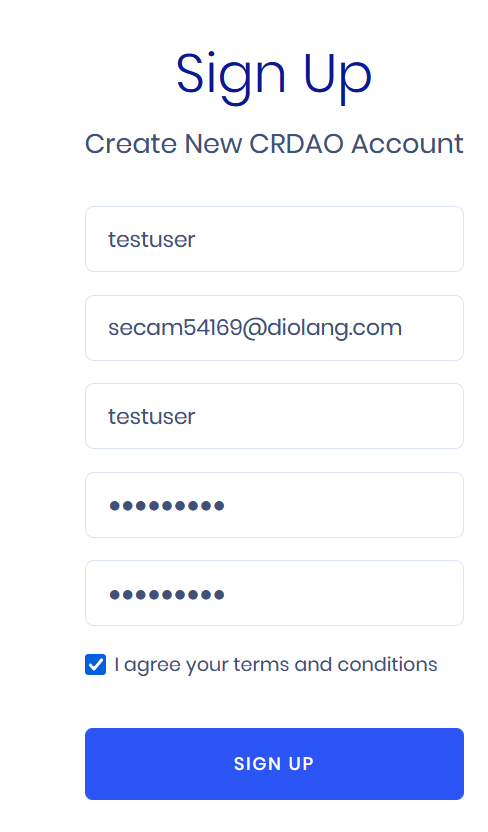 Sign Up
Create New CRDAO Account
testuser
secam54169@diolang.com
testuser
•••••••••
•••••••••
I agree your terms and conditions
SIGN UP